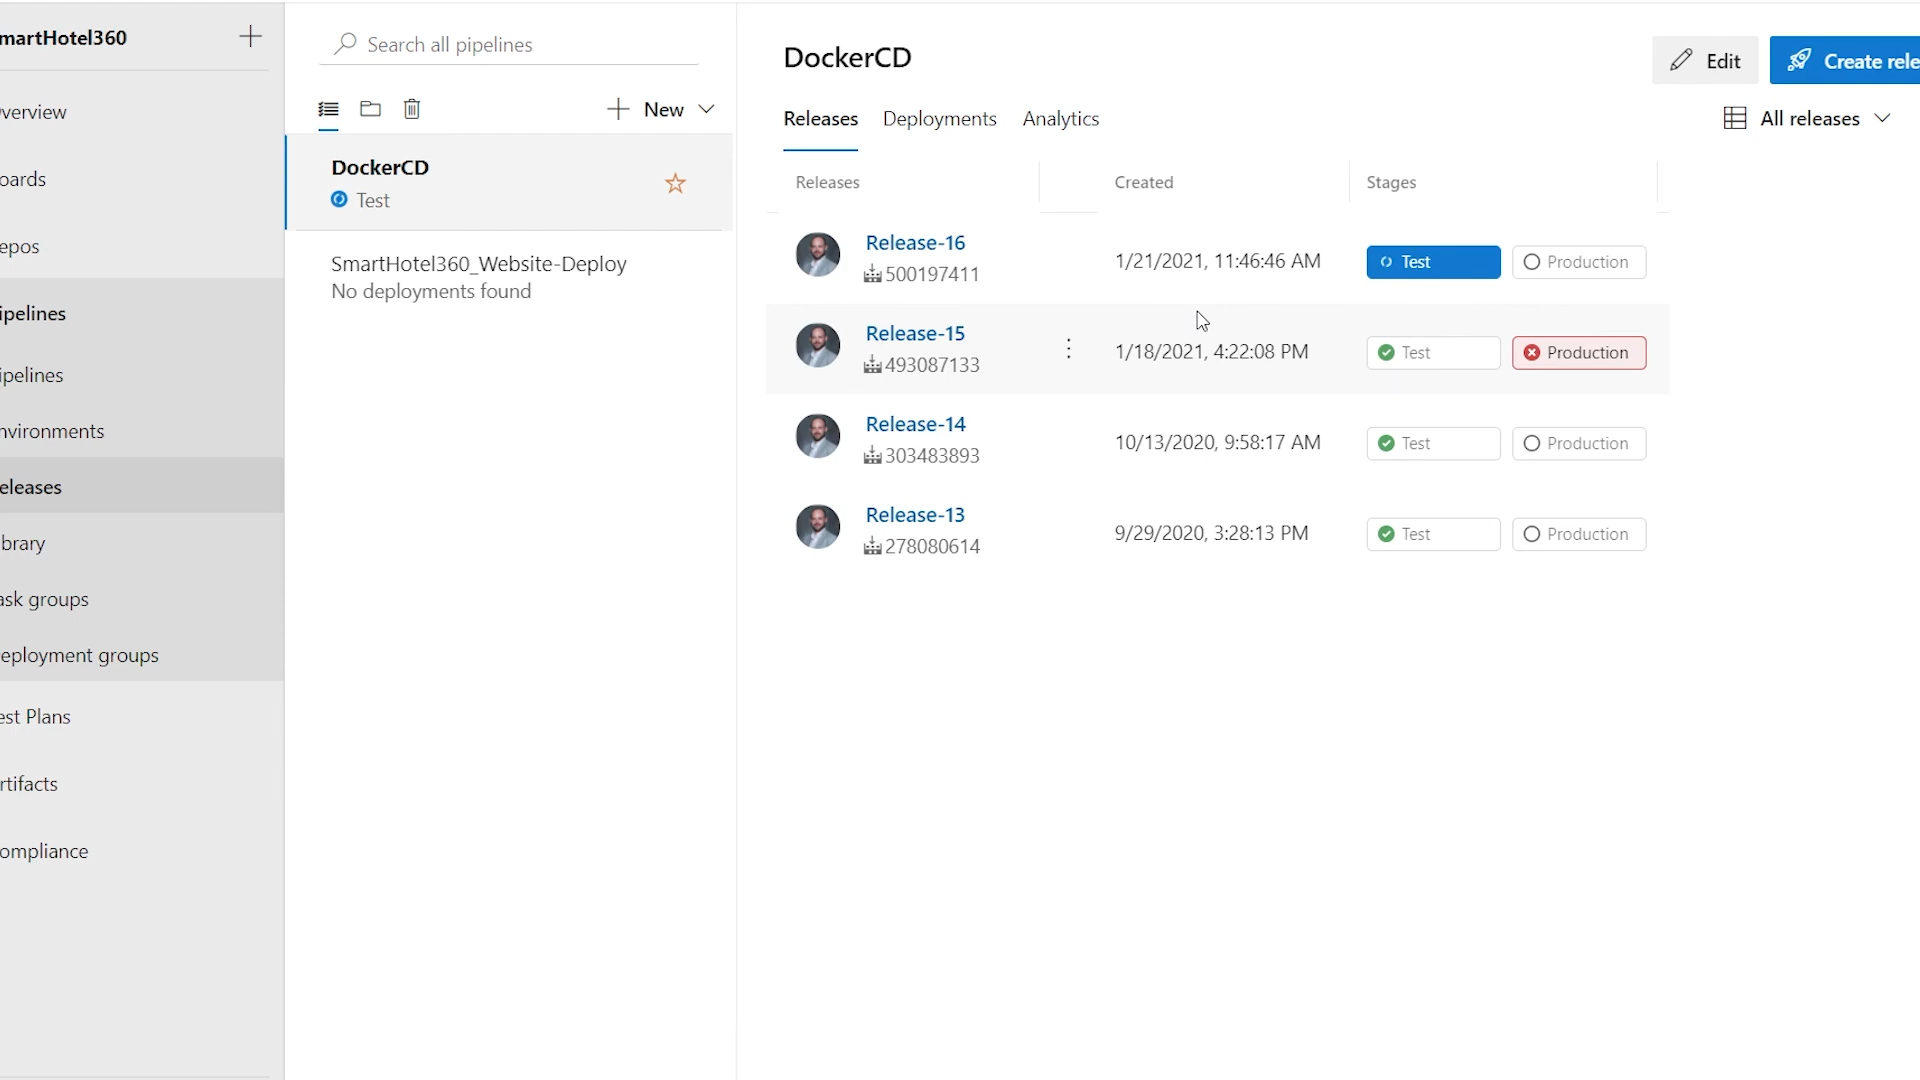 martHotel360
verview
oards
epos
ipelines
ipelines
nvironments
eleases
ibrary
ask groups
eployment groups
est Plans
rtifacts
ompliance
Search all pipelines
New
DockerCD
Test
SmartHotel360_Website-Deploy
No deployments found
DockerCD
Edit
Create rele
Releases Deployments Analytics
All releases
Releases Created Stages
Release-16
500197411
1/21/2021, 11:46:46 AM
Test
Production
Release-15
493087133
1/18/2021, 4:22:08 PM
Test
Production
Release-14
303483893
10/13/2020, 9:58:17 AM
Test
Production
Release-13
278080614
9/29/2020, 3:28:13 PM
Test
Production